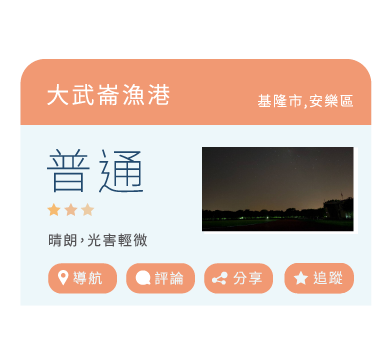 大武崙漁港
基隆市,安樂區
普通
晴朗，光害輕微
導航
評論
分享
追蹤